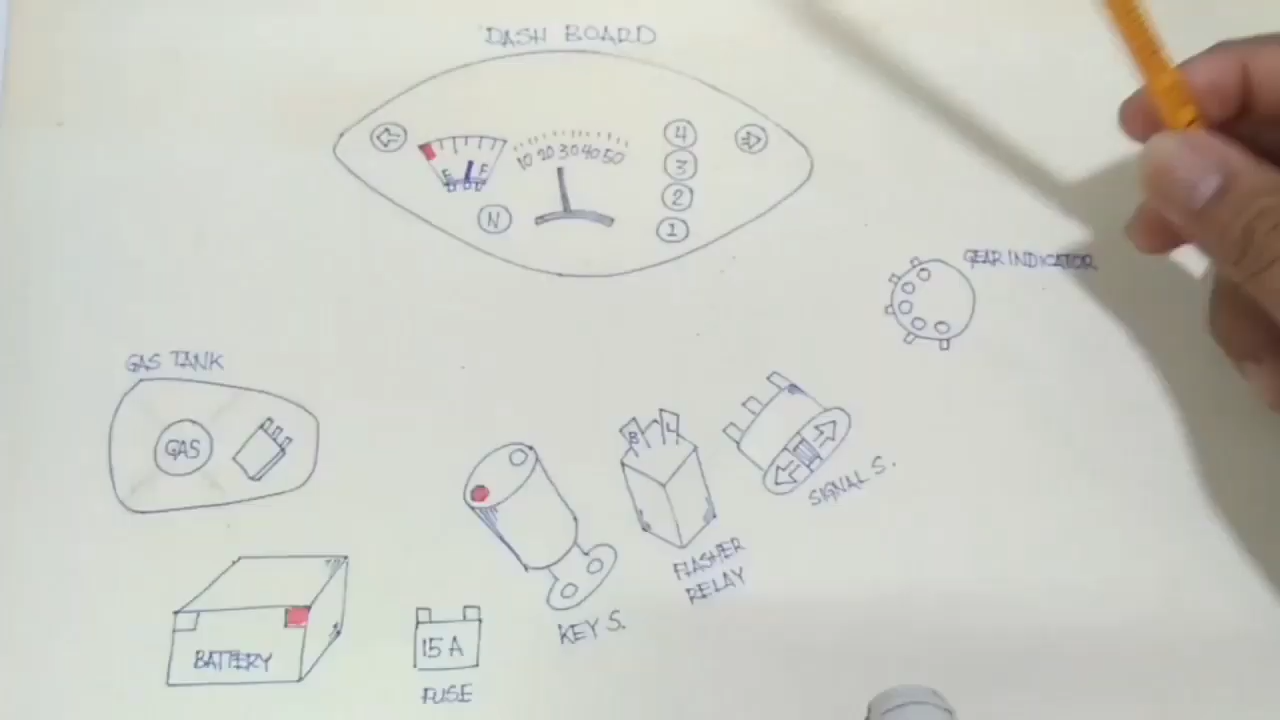 DASH BOARD
10 20 30 40 50
E F
N
4
3
2
1
GEAR INDICATOR
GAS TANK
GAS
B L
SIGNAL S.
FLASHER
RELAY
KEY S.
BATTERY
15 A
FUSE